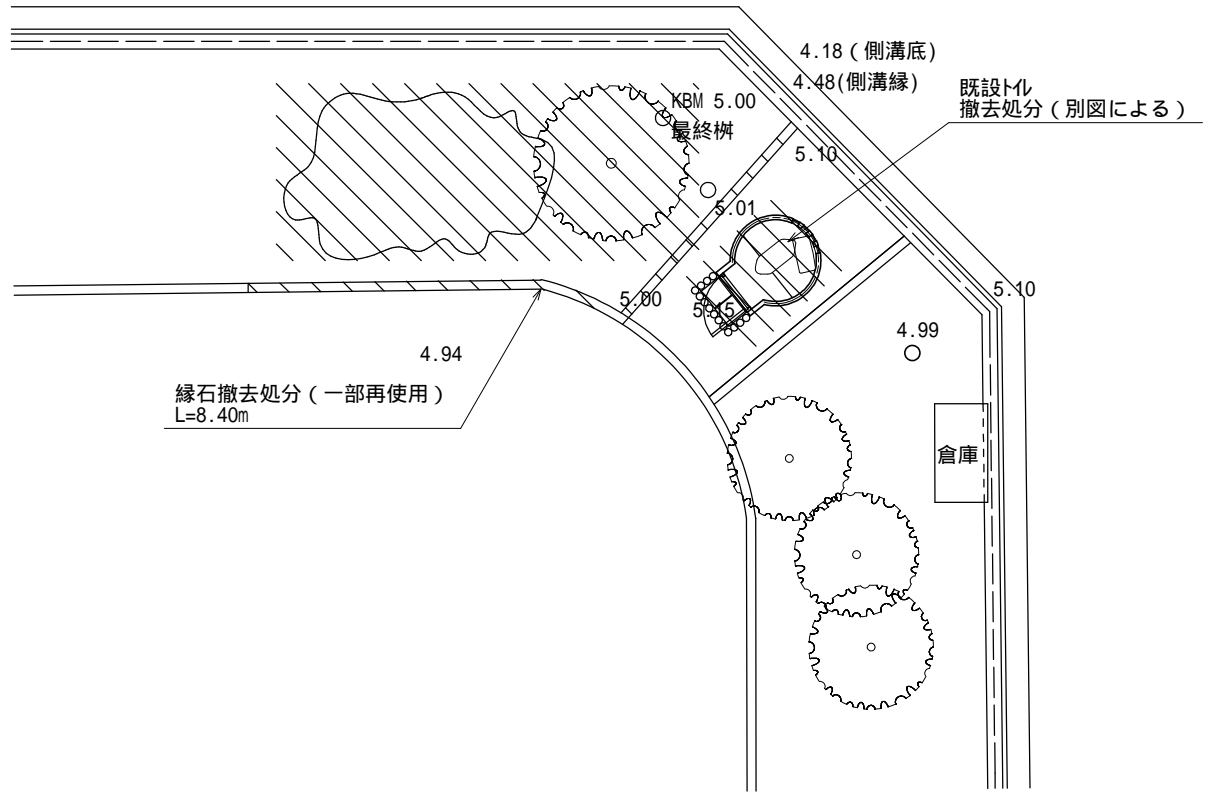 4.18(側溝底)
4.48(側溝縁)
既設トイレ
撤去処分(別図による)
KBM 5.00
最終桝
5.10
5.01
5.00
5.15
5.10
4.99
4.94
縁石撤去処分(一部再使用)
L=8.40m
倉庫